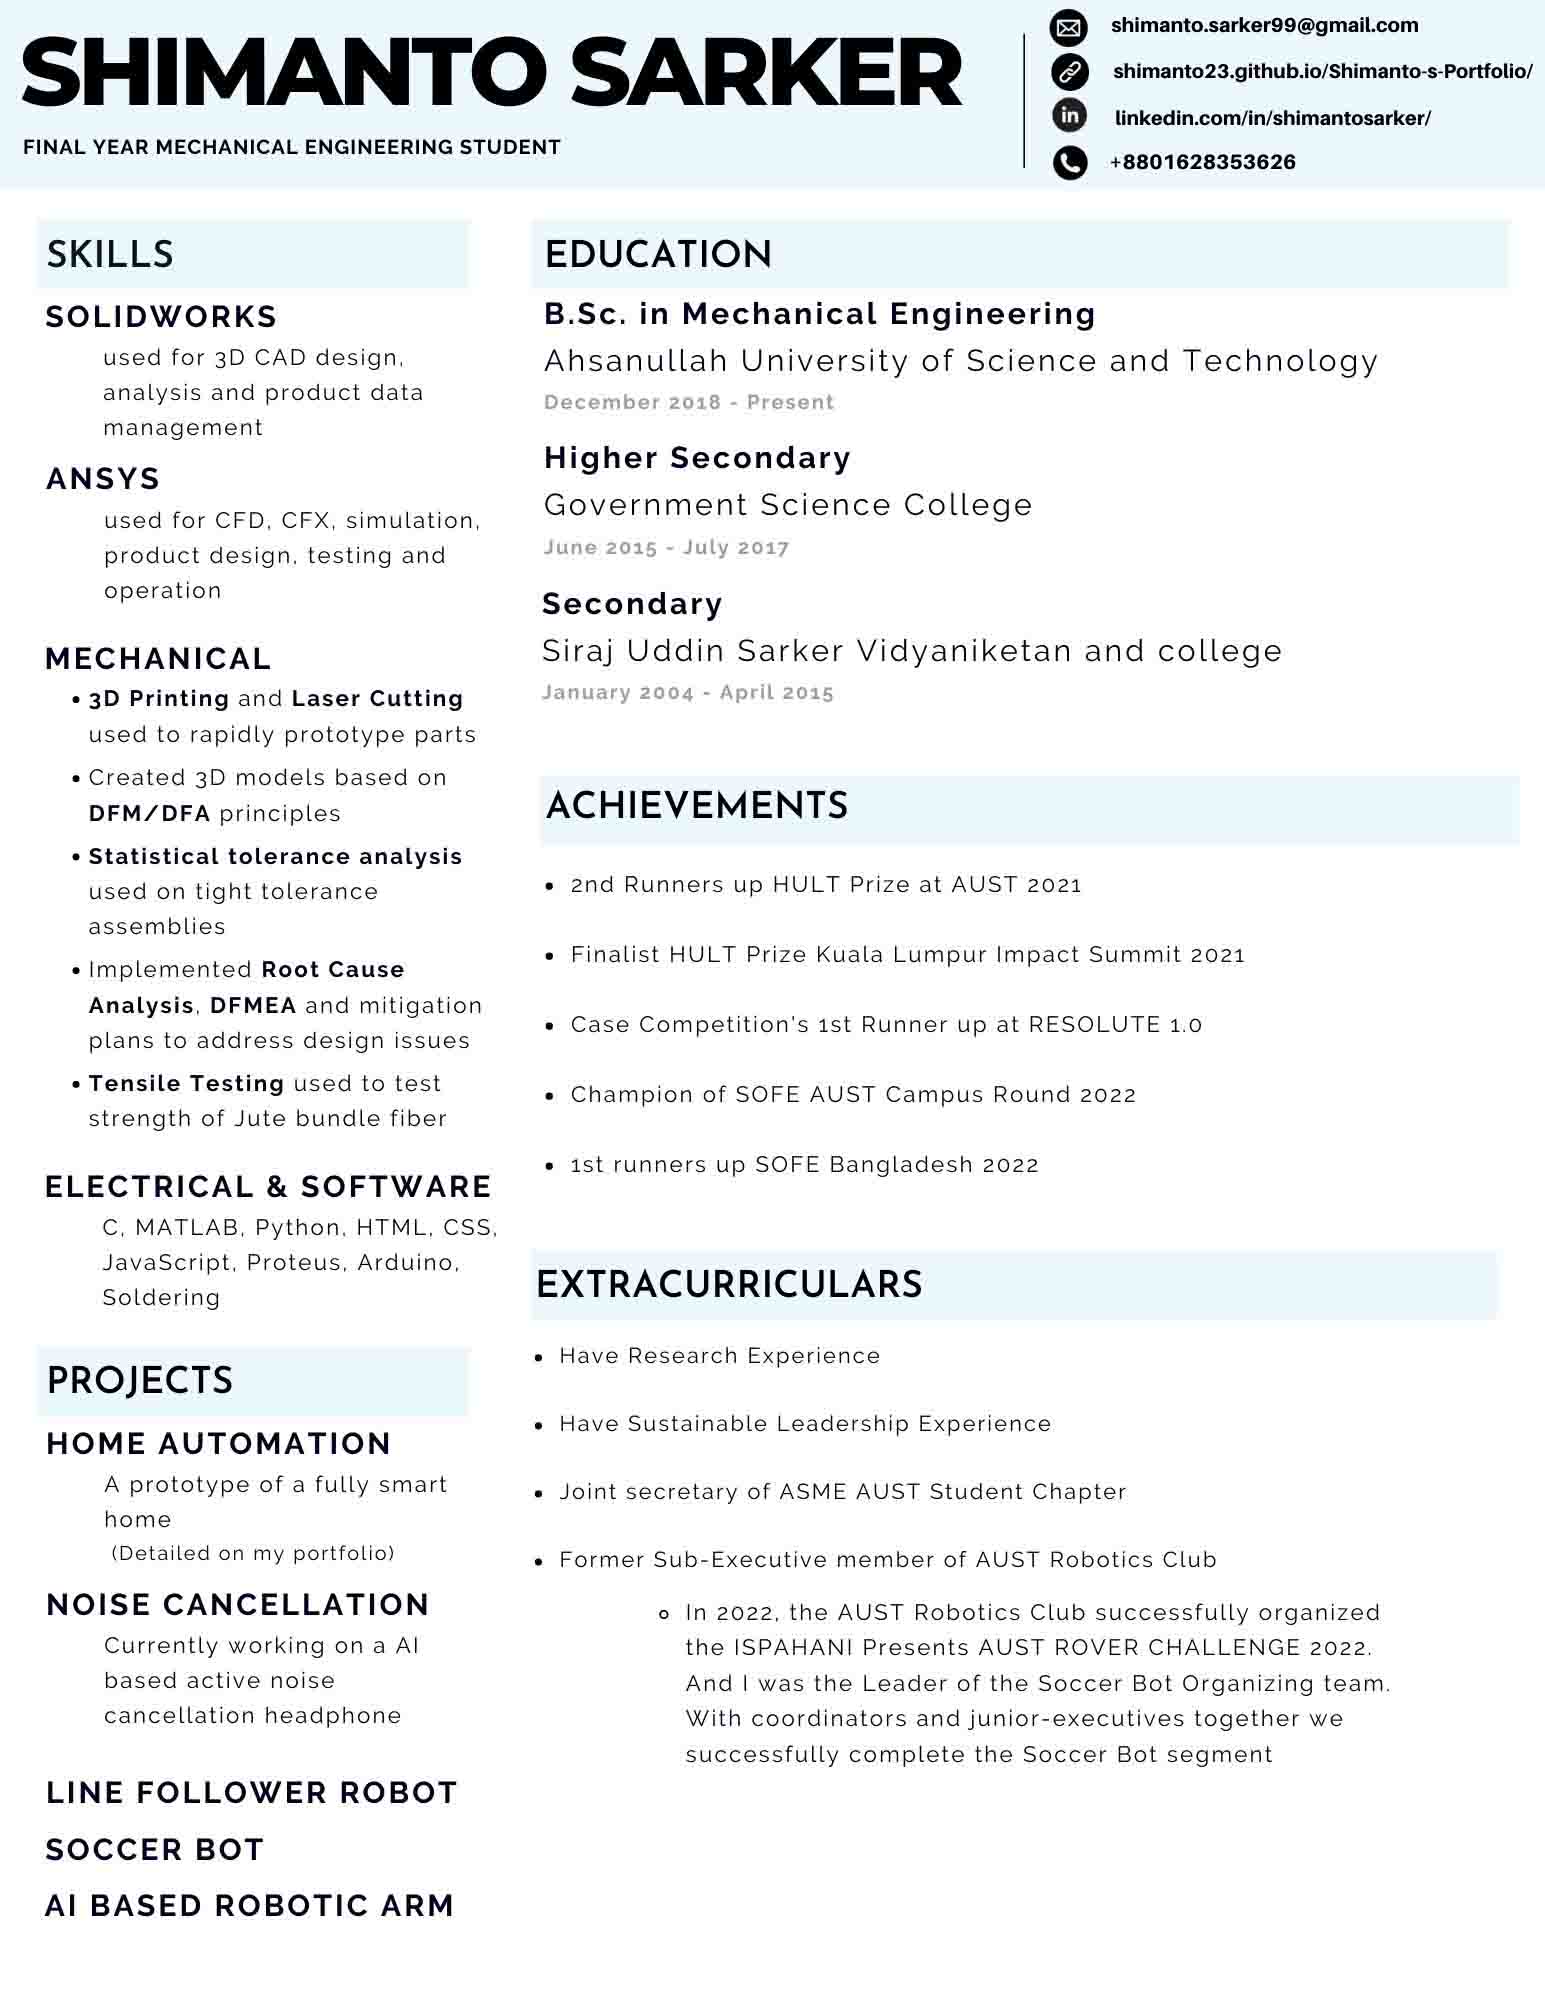 SHIMANTO SARKER
FINAL YEAR MECHANICAL ENGINEERING STUDENT
shimanto.sarker99@gmail.com
shimanto23.github.io/Shimanto-s-Portfolio/
in
linkedin.com/in/shimantosarker/
+8801628353626
SKILLS
SOLIDWORKS
used for 3D CAD design,
analysis and product data
management
ANSYS
used for CFD, CFX, simulation,
product design, testing and
operation
MECHANICAL
• 3D Printing and Laser Cutting
used to rapidly prototype parts
• Created 3D models based on
DFM/DFA principles
• Statistical tolerance analysis
used on tight tolerance
assemblies
• Implemented Root Cause
Analysis, DFMEA and mitigation
plans to address design issues
• Tensile Testing used to test
strength of Jute bundle fiber
ELECTRICAL & SOFTWARE
C, MATLAB, Python, HTML, CSS,
JavaScript, Proteus, Arduino,
Soldering
PROJECTS
HOME AUTOMATION
A prototype of a fully smart
home
(Detailed on my portfolio)
NOISE CANCELLATION
Currently working on a AI
based active noise
cancellation headphone
LINE FOLLOWER ROBOT
SOCCER BOT
AI BASED ROBOTIC ARM
EDUCATION
B.Sc. in Mechanical Engineering
Ahsanullah University of Science and Technology
December 2018 - Present
Higher Secondary
Government Science College
June 2015 - July 2017
Secondary
Siraj Uddin Sarker Vidyaniketan and college
January 2004 - April 2015
ACHIEVEMENTS
• 2nd Runners up HULT Prize at AUST 2021
• Finalist HULT Prize Kuala Lumpur Impact Summit 2021
• Case Competition's 1st Runner up at RESOLUTE 1.0
• Champion of SOFE AUST Campus Round 2022
• 1st runners up SOFE Bangladesh 2022
EXTRACURRICULARS
• Have Research Experience
• Have Sustainable Leadership Experience
• Joint secretary of ASME AUST Student Chapter
• Former Sub-Executive member of AUST Robotics Club
◦ In 2022, the AUST Robotics Club successfully organized
the ISPAHANI Presents AUST ROVER CHALLENGE 2022.
And I was the Leader of the Soccer Bot Organizing team.
With coordinators and junior-executives together we
successfully complete the Soccer Bot segment